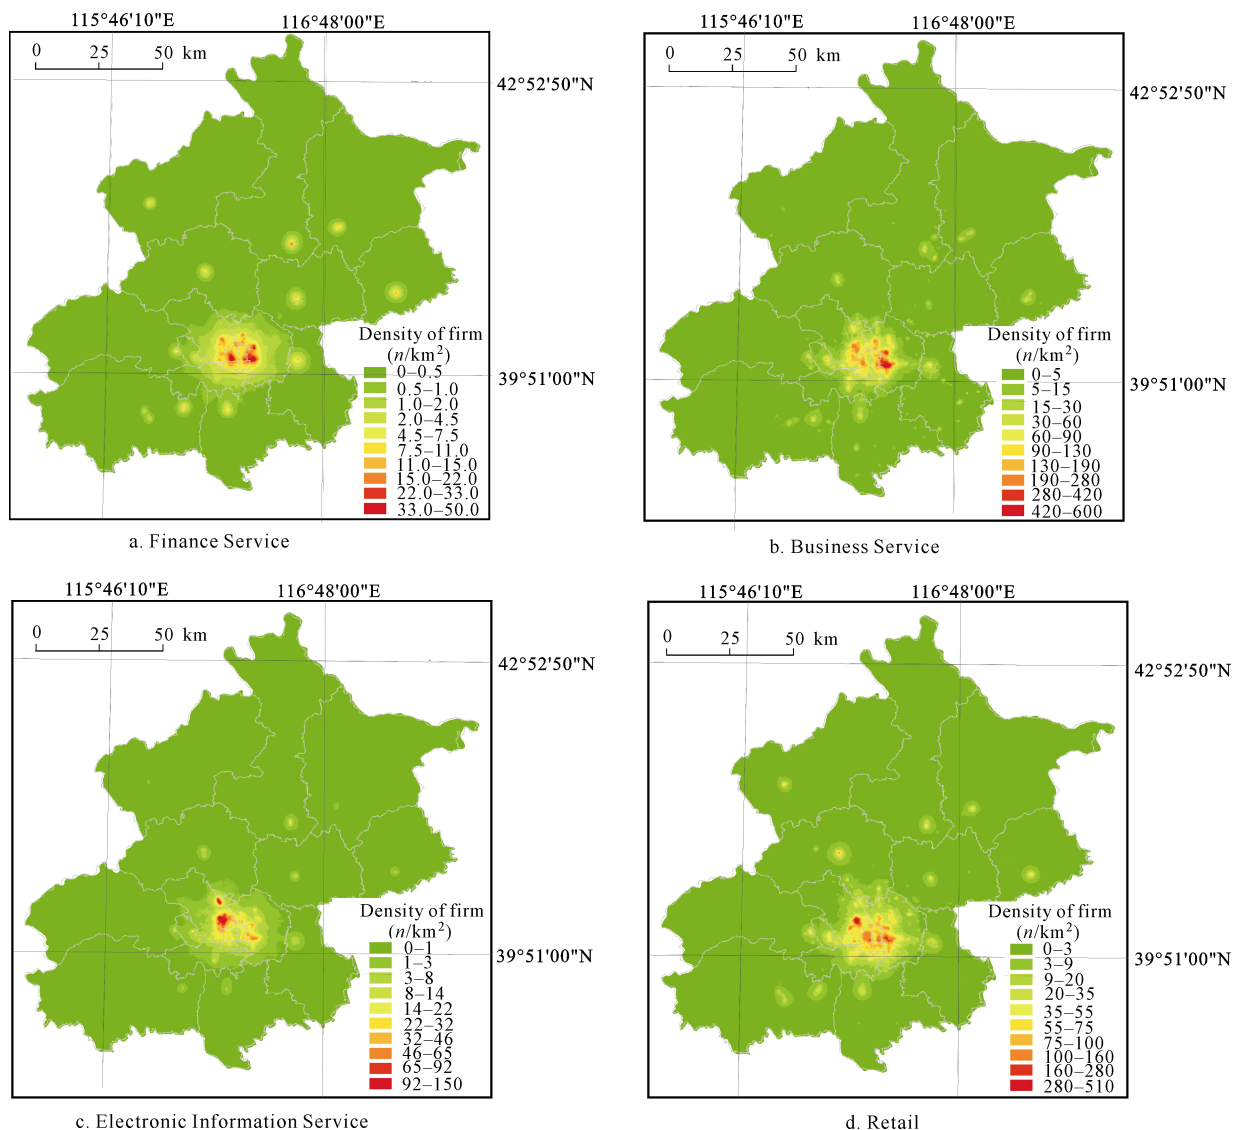 115°46'10"E 116°48'00"E
0 25 50 km
42°52'50"N
Density of firm
(n/km²)
0–0.5
0.5–1.0
1.0–2.0
2.0–4.5
4.5–7.5
7.5–11.0
11.0–15.0
15.0–22.0
22.0–33.0
33.0–50.0
39°51'00"N
a. Finance Service
115°46'10"E 116°48'00"E
0 25 50 km
42°52'50"N
Density of firm
(n/km²)
0–5
5–15
15–30
30–60
60–90
90–130
130–190
190–280
280–420
420–600
39°51'00"N
b. Business Service
115°46'10"E 116°48'00"E
0 25 50 km
42°52'50"N
Density of firm
(n/km²)
0–1
1–3
3–8
8–14
14–22
22–32
32–46
46–65
65–92
92–150
39°51'00"N
c. Electronic Information Service
115°46'10"E 116°48'00"E
0 25 50 km
42°52'50"N
Density of firm
(n/km²)
0–3
3–9
9–20
20–35
35–55
55–75
75–100
100–160
160–280
280–510
39°51'00"N
d. Retail